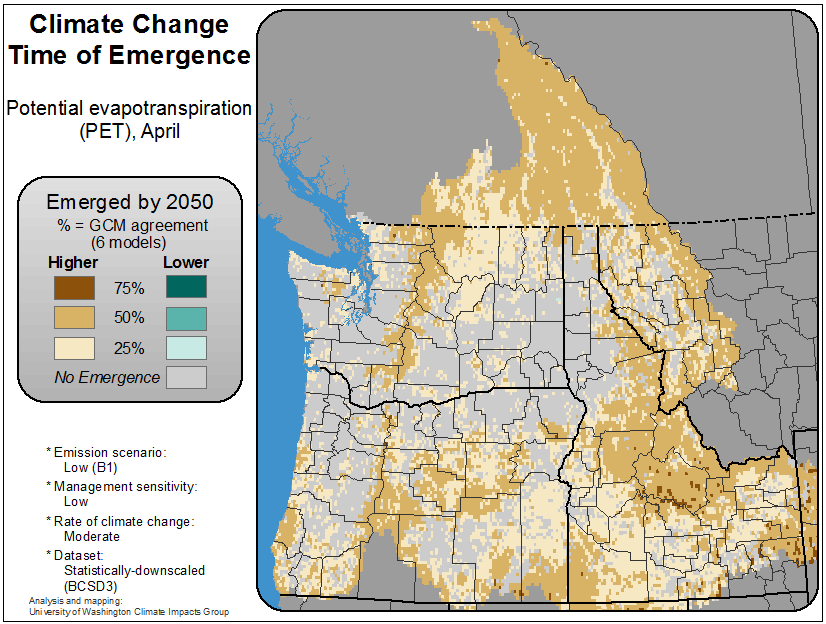 Climate Change
Time of Emergence
Potential evapotranspiration
(PET), April
Emerged by 2050
% = GCM agreement
(6 models)
Higher Lower
75%
50%
25%
No Emergence
* Emission scenario:
Low (B1)
* Management sensitivity:
Low
* Rate of climate change:
Moderate
* Dataset:
Statistically-downscaled
(BCSD3)
Analysis and mapping:
University of Washington Climate Impacts Group